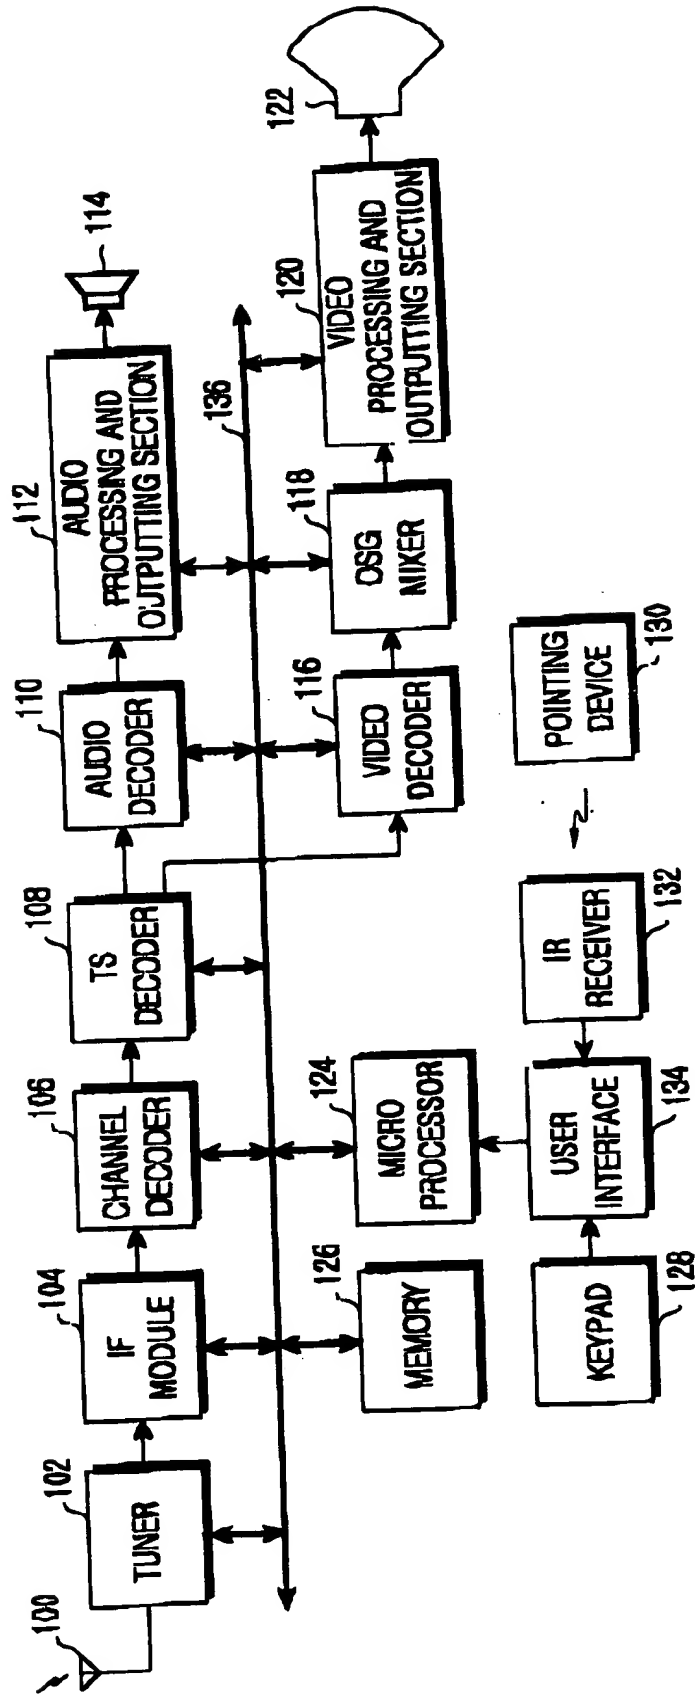 100
102
TUNER
104
IF
MODULE
106
CHANNEL
DECODER
108
TS
DECODER
110
AUDIO
DECODER
112
AUDIO
PROCESSING AND
OUTPUTTING SECTION
114
136
126
MEMORY
124
MICRO
PROCESSOR
116
VIDEO
DECODER
118
OSG
MIXER
120
VIDEO
PROCESSING AND
OUTPUTTING SECTION
122
KEYPAD
128
USER
INTERFACE
134
IR
RECEIVER
132
POINTING
DEVICE
130